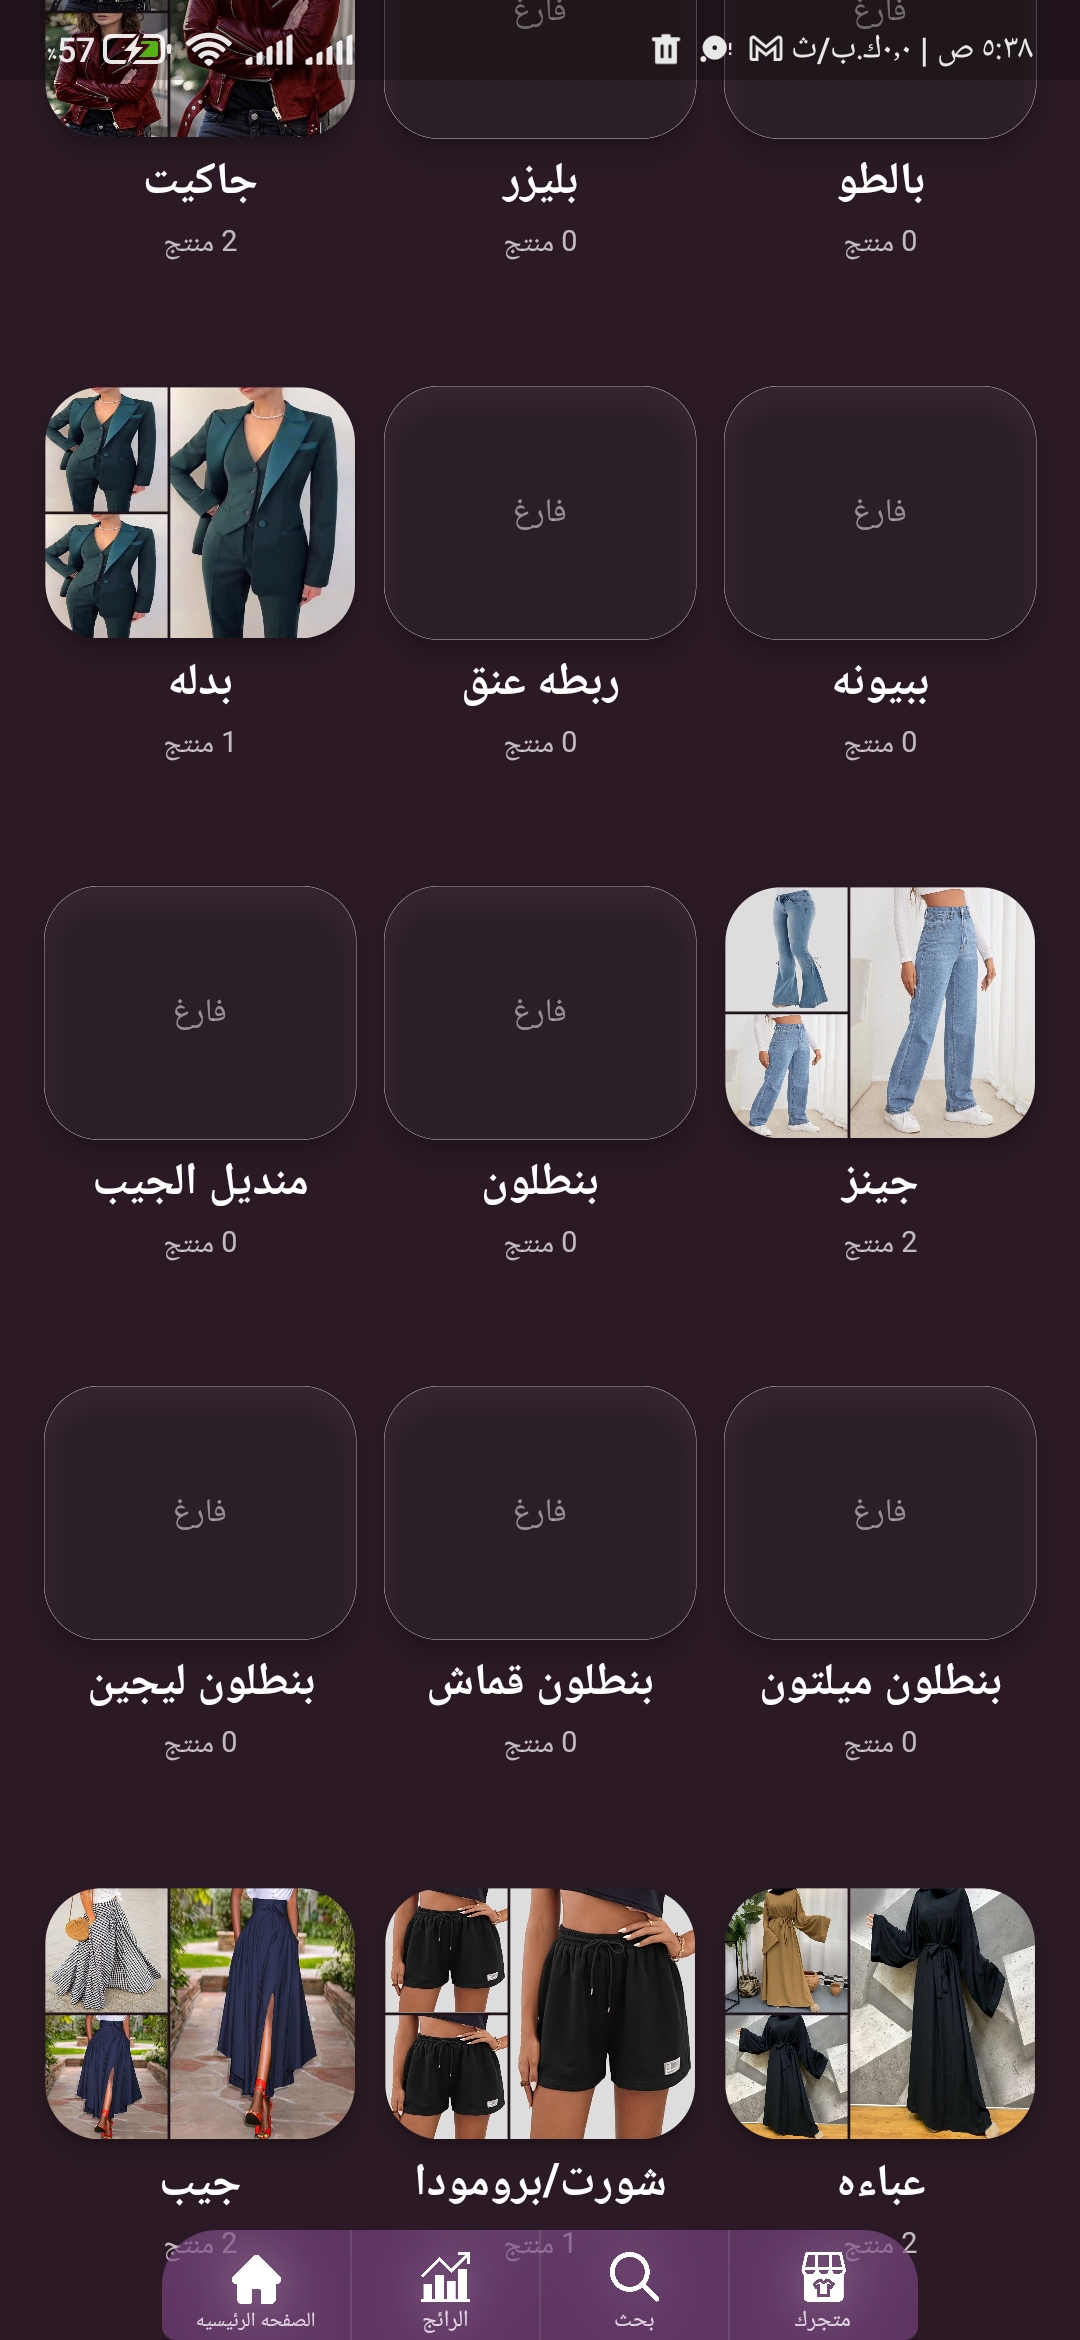 ٥:٣٨ ص | ٠,٠ك.ب/ث
57٪
فارغ
فارغ
بالطو
بليزر
جاكيت
0 منتج
0 منتج
2 منتج
فارغ
فارغ
ببيونه
ربطه عنق
بدله
0 منتج
0 منتج
1 منتج
فارغ
فارغ
جينز
بنطلون
منديل الجيب
2 منتج
0 منتج
0 منتج
فارغ
فارغ
فارغ
بنطلون ميلتون
بنطلون قماش
بنطلون ليجين
0 منتج
0 منتج
0 منتج
عباءه
شورت/برومودا
جيب
2 منتج
1 منتج
2 منتج
متجرك
بحث
الرائج
الصفحه الرئيسيه